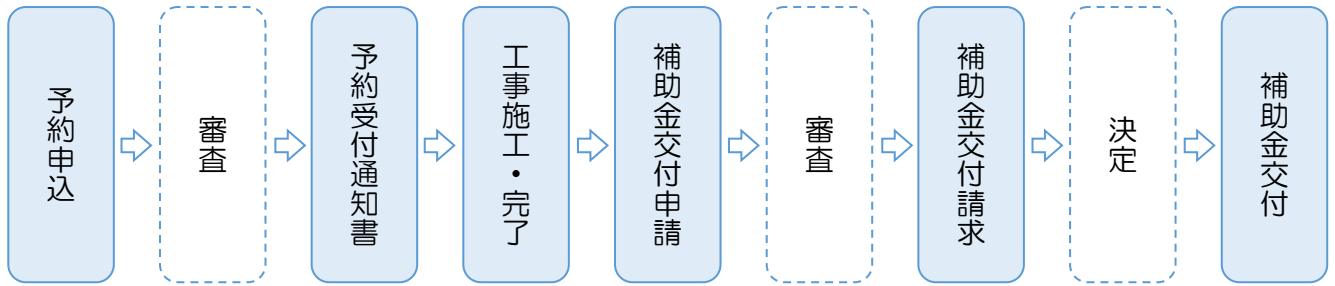 予約申込
審査
予約受付通知書
工事施工・完了
補助金交付申請
審査
補助金交付請求
決定
補助金交付